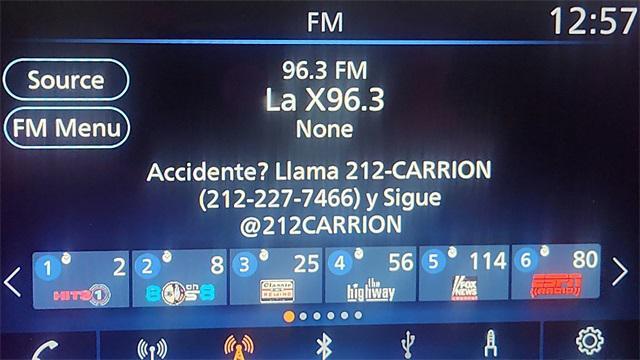 FM
12:57
Source
FM Menu
96.3 FM
La X96.3
None
Accidente? Llama 212-CARRION
(212-227-7466) y Sigue
@212CARRION
1 2
HITS 1
2 8
80s on 8
3 25
Classic
REWIND
4 56
the
highway
5 114
FOX
NEWS
6 80
ESPN
RADIO